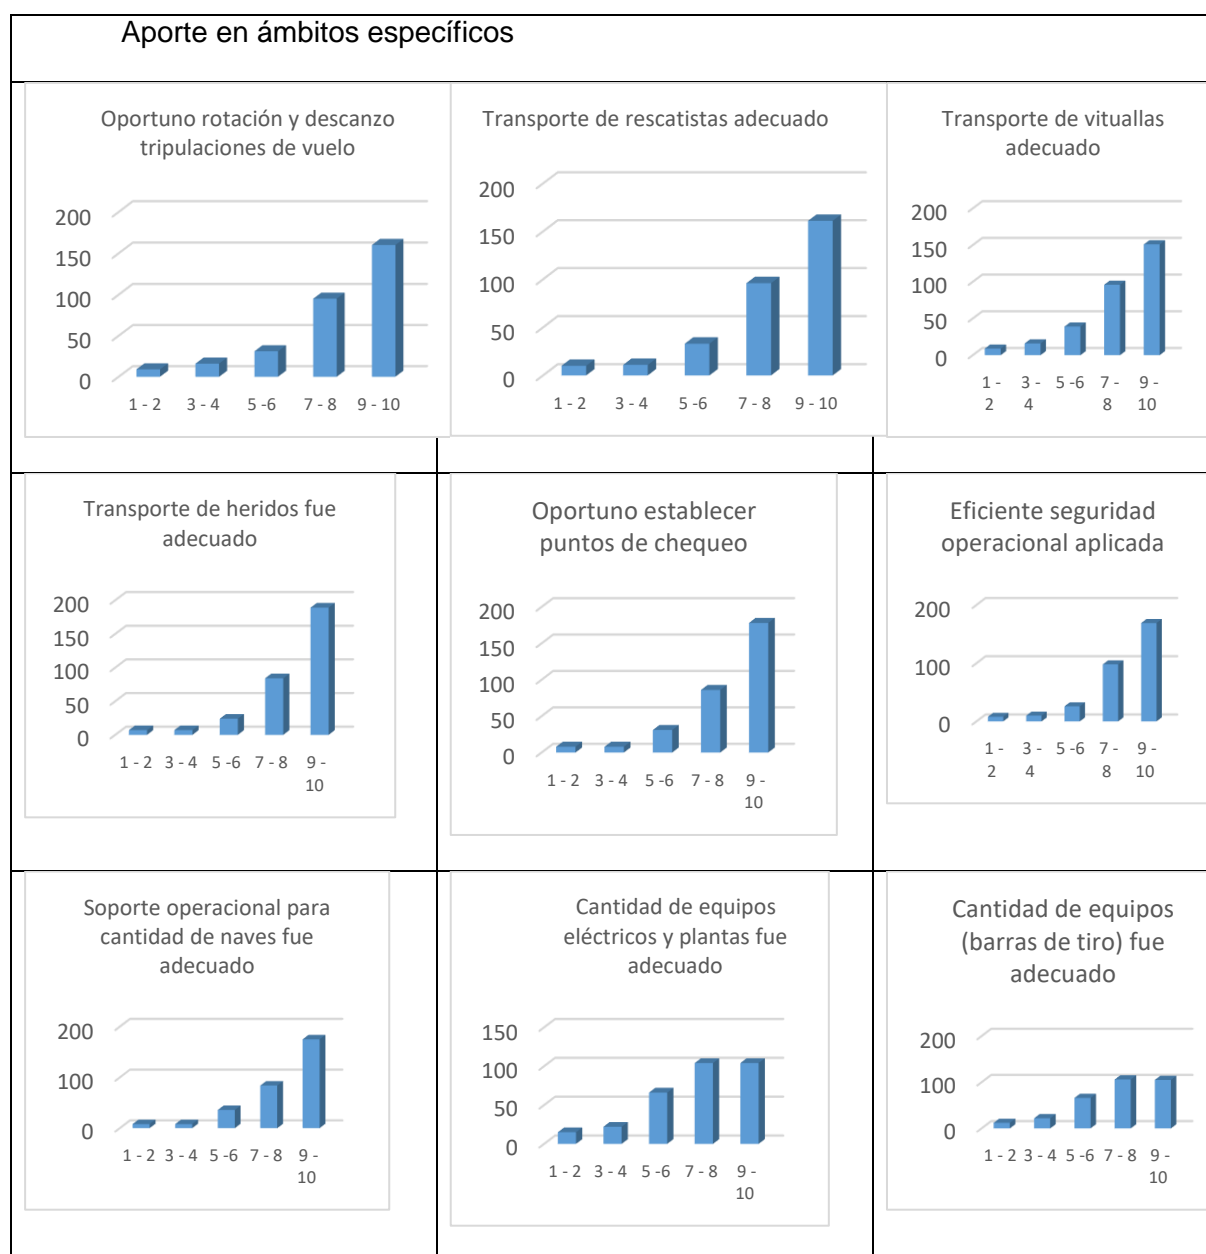 Aporte en ámbitos específicos
Oportuno rotación y descanzo
tripulaciones de vuelo
200
150
100
50
0
1 - 2 3 - 4 5 -6 7 - 8 9 - 10
Transporte de rescatistas adecuado
200
150
100
50
0
1 - 2 3 - 4 5 -6 7 - 8 9 - 10
Transporte de vituallas
adecuado
200
150
100
50
0
1 - 3 - 5 -6 7 - 9 -
2 4 8 10
Transporte de heridos fue
adecuado
200
150
100
50
0
1 - 2 3 - 4 5 -6 7 - 8 9 -
10
Oportuno establecer
puntos de chequeo
200
150
100
50
0
1 - 2 3 - 4 5 -6 7 - 8 9 -
10
Eficiente seguridad
operacional aplicada
200
100
0
1 - 3 - 5 -6 7 - 9 -
2 4 8 10
Soporte operacional para
cantidad de naves fue
adecuado
200
100
0
1 - 2 3 - 4 5 -6 7 - 8 9 -
10
Cantidad de equipos
eléctricos y plantas fue
adecuado
150
100
50
0
1 - 2 3 - 4 5 -6 7 - 8 9 -
10
Cantidad de equipos
(barras de tiro) fue
adecuado
200
100
0
1 - 2 3 - 4 5 -6 7 - 8 9 -
10